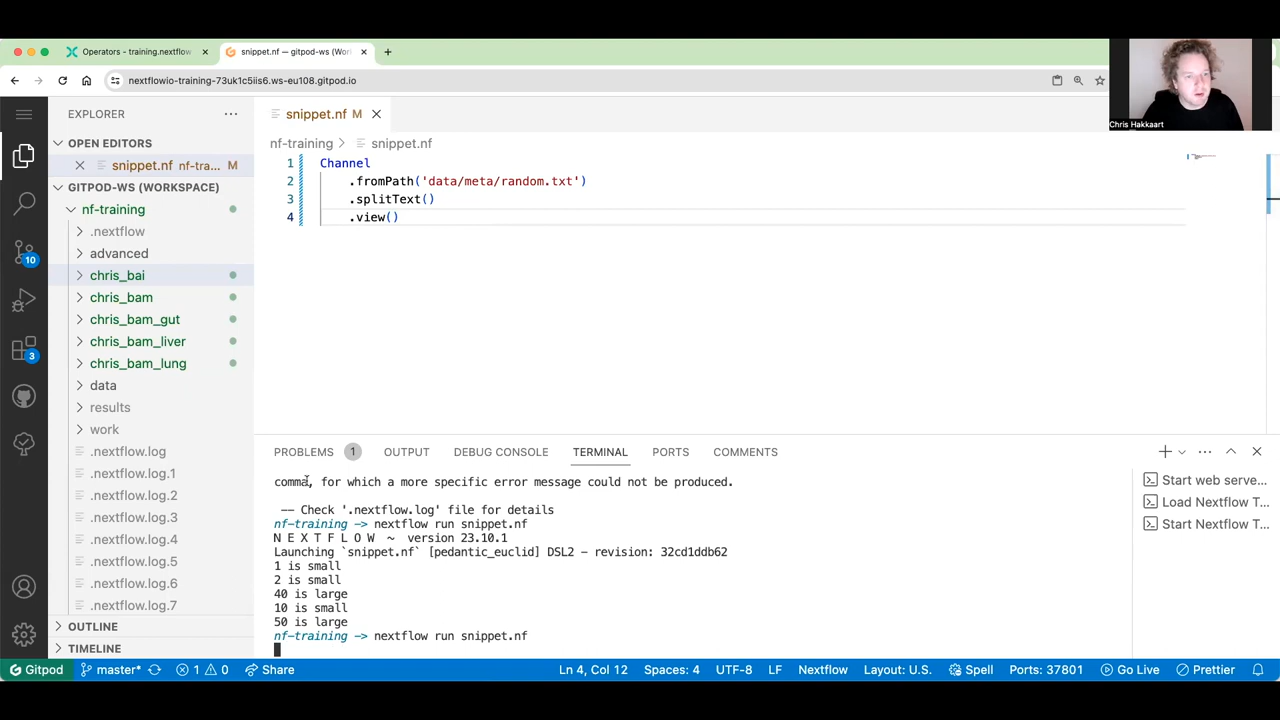 Operators - training.nextflow
snippet.nf — gitpod-ws (Wor
nextflowio-training-73uk1c5iis6.ws-eu108.gitpod.io
Chris Hakkaart
EXPLORER
OPEN EDITORS
snippet.nf nf-tra... M
GITPOD-WS (WORKSPACE)
nf-training
.nextflow
advanced
chris_bai
chris_bam
chris_bam_gut
chris_bam_liver
chris_bam_lung
data
results
work
.nextflow.log
.nextflow.log.1
.nextflow.log.2
.nextflow.log.3
.nextflow.log.4
.nextflow.log.5
.nextflow.log.6
.nextflow.log.7
OUTLINE
TIMELINE
10
3
snippet.nf M
nf-training > snippet.nf
1 Channel
2 .fromPath('data/meta/random.txt')
3 .splitText()
4 .view()
PROBLEMS 1 OUTPUT DEBUG CONSOLE TERMINAL PORTS COMMENTS
comma, for which a more specific error message could not be produced.
-- Check '.nextflow.log' file for details
nf-training -> nextflow run snippet.nf
N E X T F L O W ~ version 23.10.1
Launching `snippet.nf` [pedantic_euclid] DSL2 - revision: 32cd1ddb62
1 is small
2 is small
40 is large
10 is small
50 is large
nf-training -> nextflow run snippet.nf
Start web serve...
Load Nextflow T...
Start Nextflow T...
Gitpod master* 1 0 Share Ln 4, Col 12 Spaces: 4 UTF-8 LF Nextflow Layout: U.S. Spell Ports: 37801 Go Live Prettier